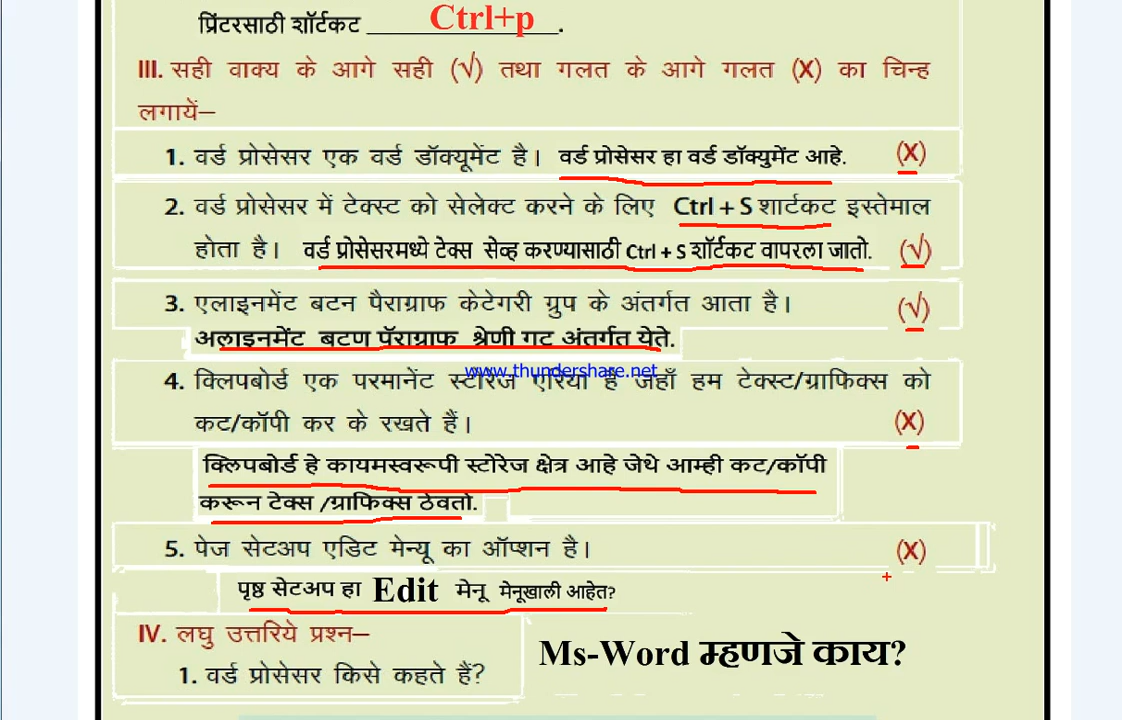 प्रिंटरसाठी शॉर्टकट ____________ Ctrl+p.
III. सही वाक्य के आगे सही (√) तथा गलत के आगे गलत (X) का चिन्ह
लगायें–
1. वर्ड प्रोसेसर एक वर्ड डॉक्यूमेंट है। वर्ड प्रोसेसर हा वर्ड डॉक्युमेंट आहे. (X)
2. वर्ड प्रोसेसर में टेक्स्ट को सेलेक्ट करने के लिए Ctrl + S शार्टकट इस्तेमाल
होता है। वर्ड प्रोसेसरमध्ये टेक्स सेव्ह करण्यासाठी Ctrl + S शॉर्टकट वापरला जातो. (√)
3. एलाइनमेंट बटन पैराग्राफ केटेगरी ग्रुप के अंतर्गत आता है। (√)
अलाइनमेंट बटण पॅराग्राफ श्रेणी गट अंतर्गत येते.
www.thundershare.net
4. क्लिपबोर्ड एक परमानेंट स्टोरेज एरिया है जहाँ हम टेक्स्ट/ग्राफिक्स को
कट/कॉपी कर के रखते हैं। (X)
क्लिपबोर्ड हे कायमस्वरूपी स्टोरेज क्षेत्र आहे जेथे आम्ही कट/कॉपी
करून टेक्स /ग्राफिक्स ठेवतो.
5. पेज सेटअप एडिट मेन्यू का ऑप्शन है। (X)
पृष्ठ सेटअप हा Edit मेनू मेनूखाली आहेत?
IV. लघु उत्तरिये प्रश्न–
1. वर्ड प्रोसेसर किसे कहते हैं? Ms-Word म्हणजे काय?